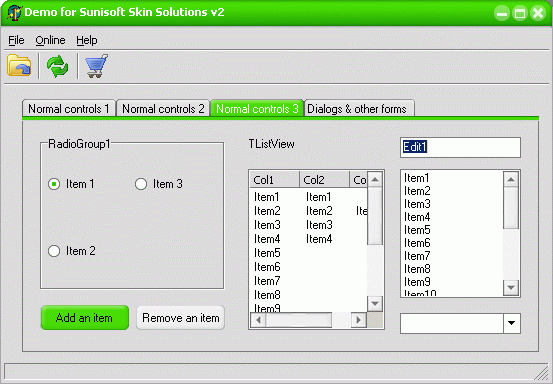 Demo for Sunisoft Skin Solutions v2
File Online Help
Normal controls 1 Normal controls 2 Normal controls 3 Dialogs & other forms
RadioGroup1
Item 1 Item 3
Item 2
Add an item Remove an item
TListView
Col1 Col2 Co
Item1 Item1
Item2 Item2 Ite
Item3 Item3
Item4 Item4
Item5
Item6
Item7
Item8
Item9
Edit1
Item1
Item2
Item3
Item4
Item5
Item6
Item7
Item8
Item9
Item10